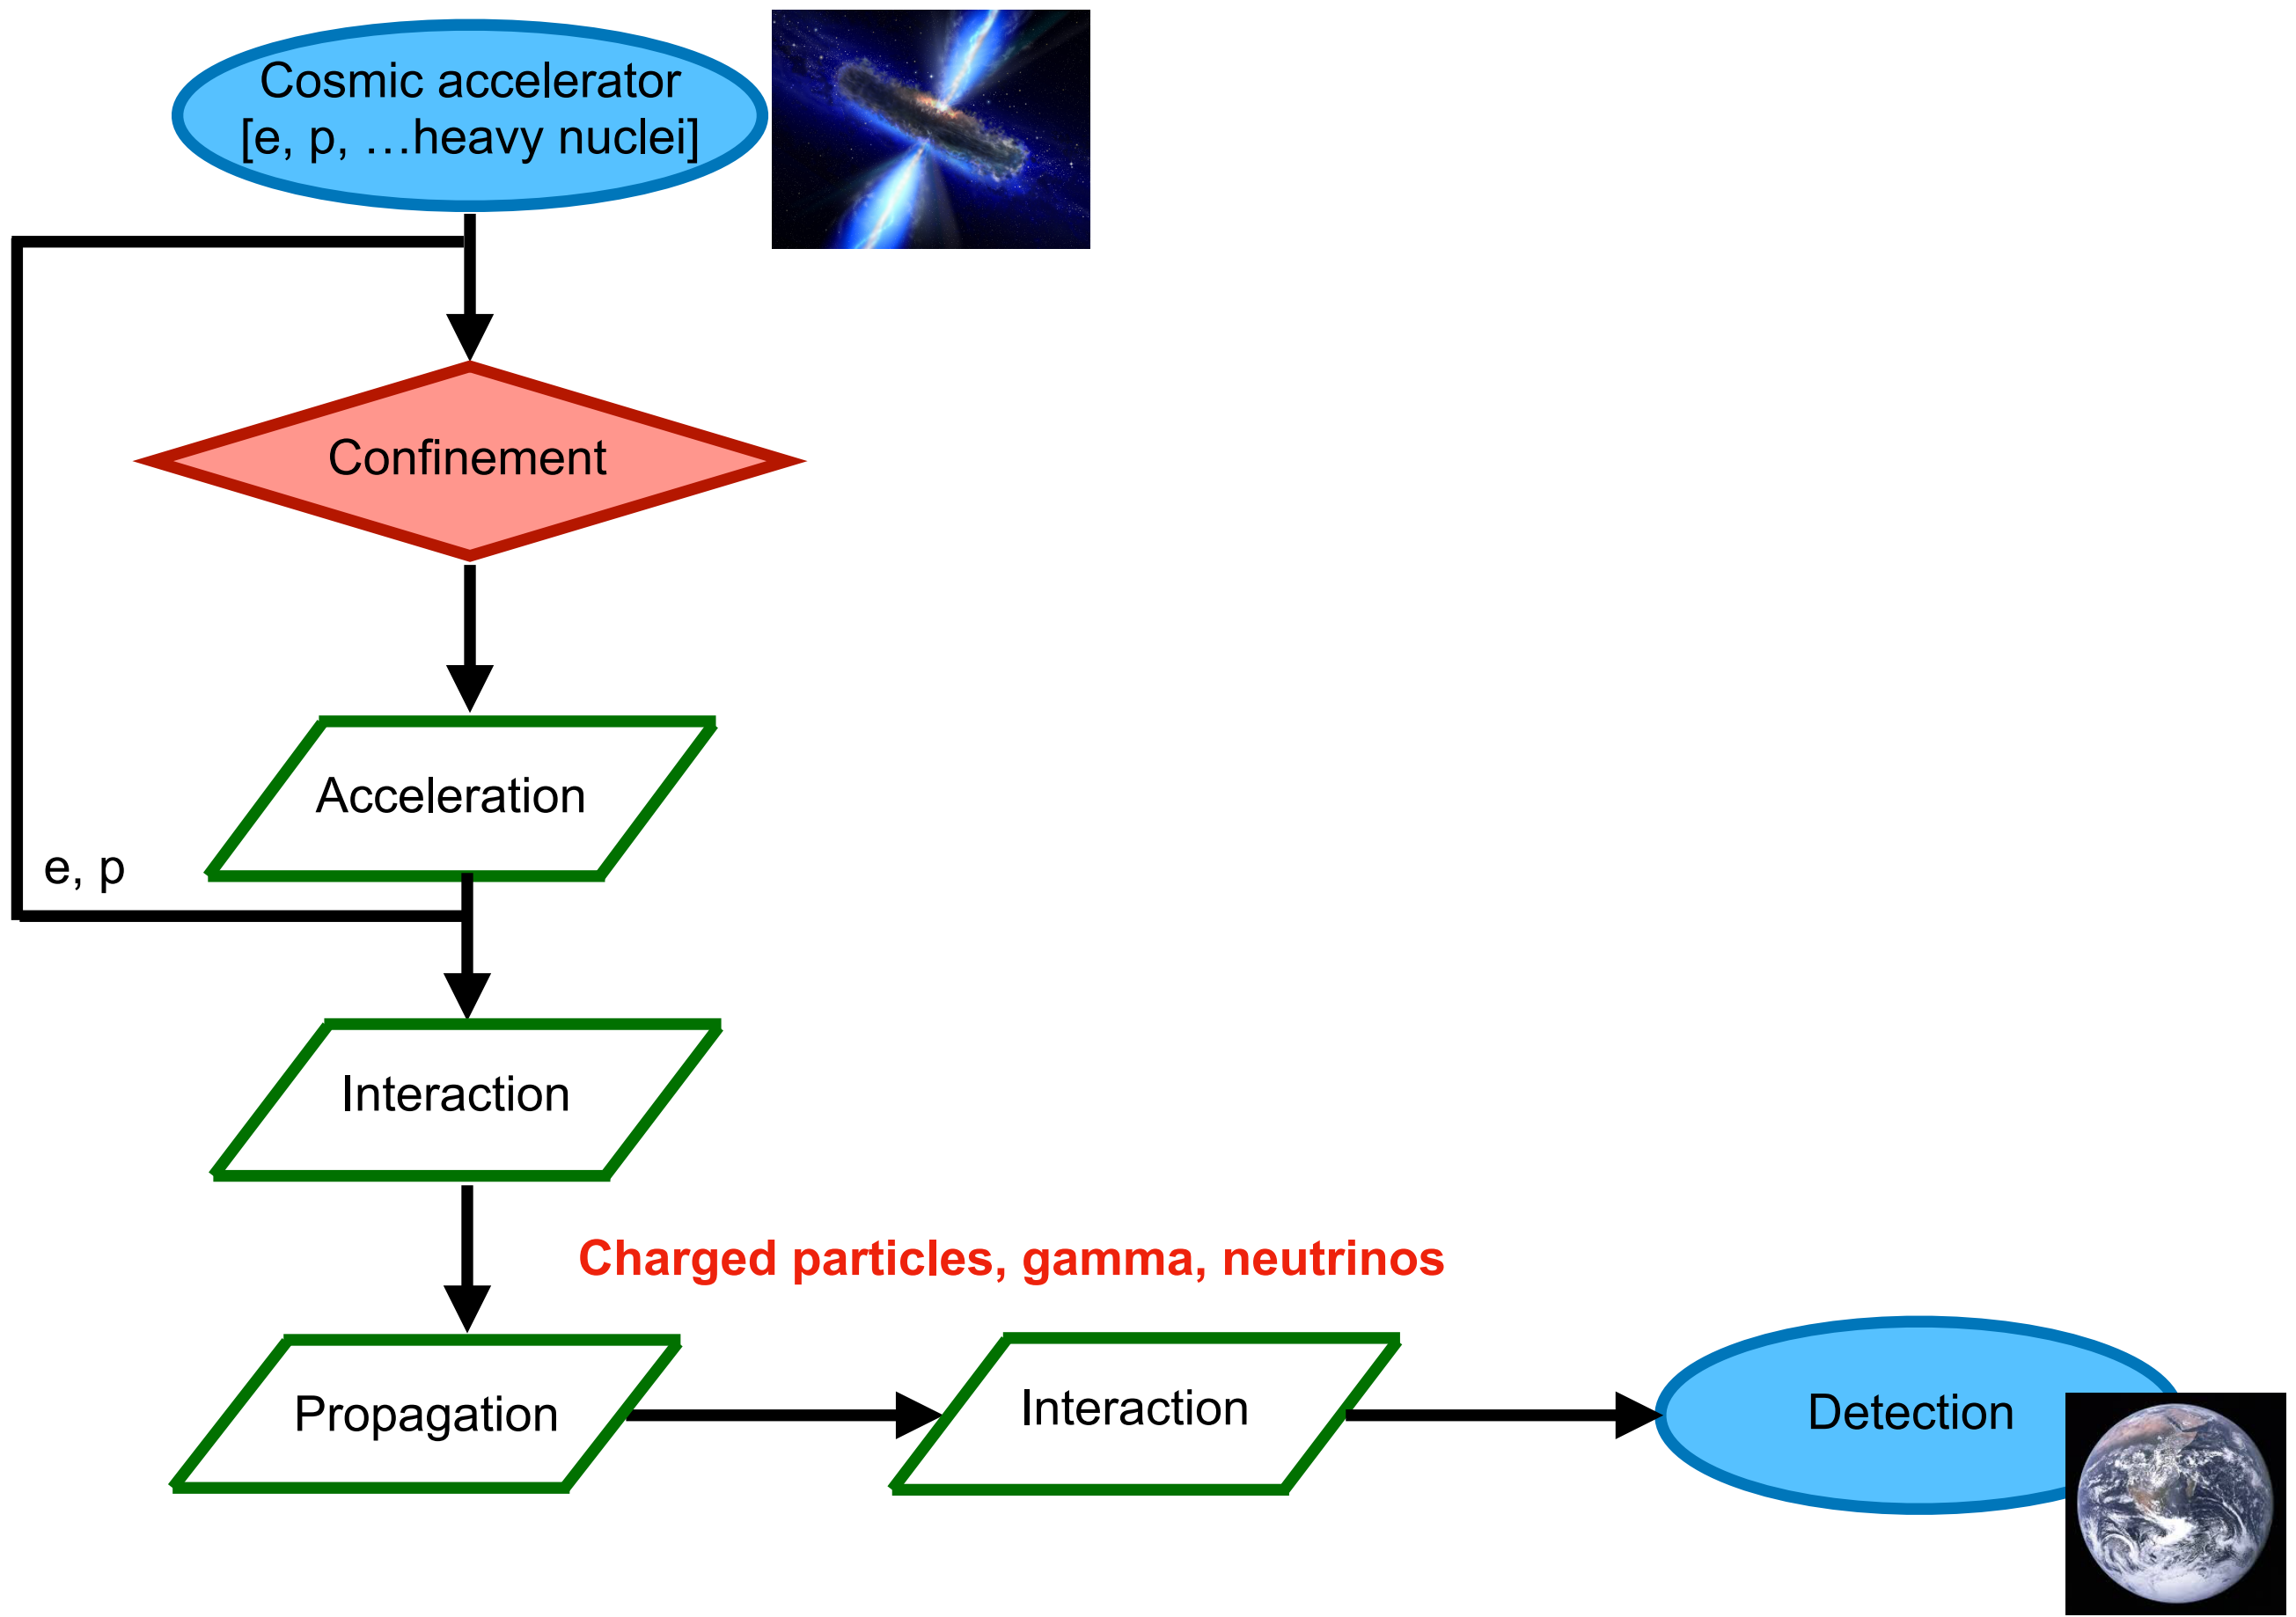 Cosmic accelerator
[e, p, …heavy nuclei]
Confinement
Acceleration
e, p
Interaction
Charged particles, gamma, neutrinos
Propagation
Interaction
Detection